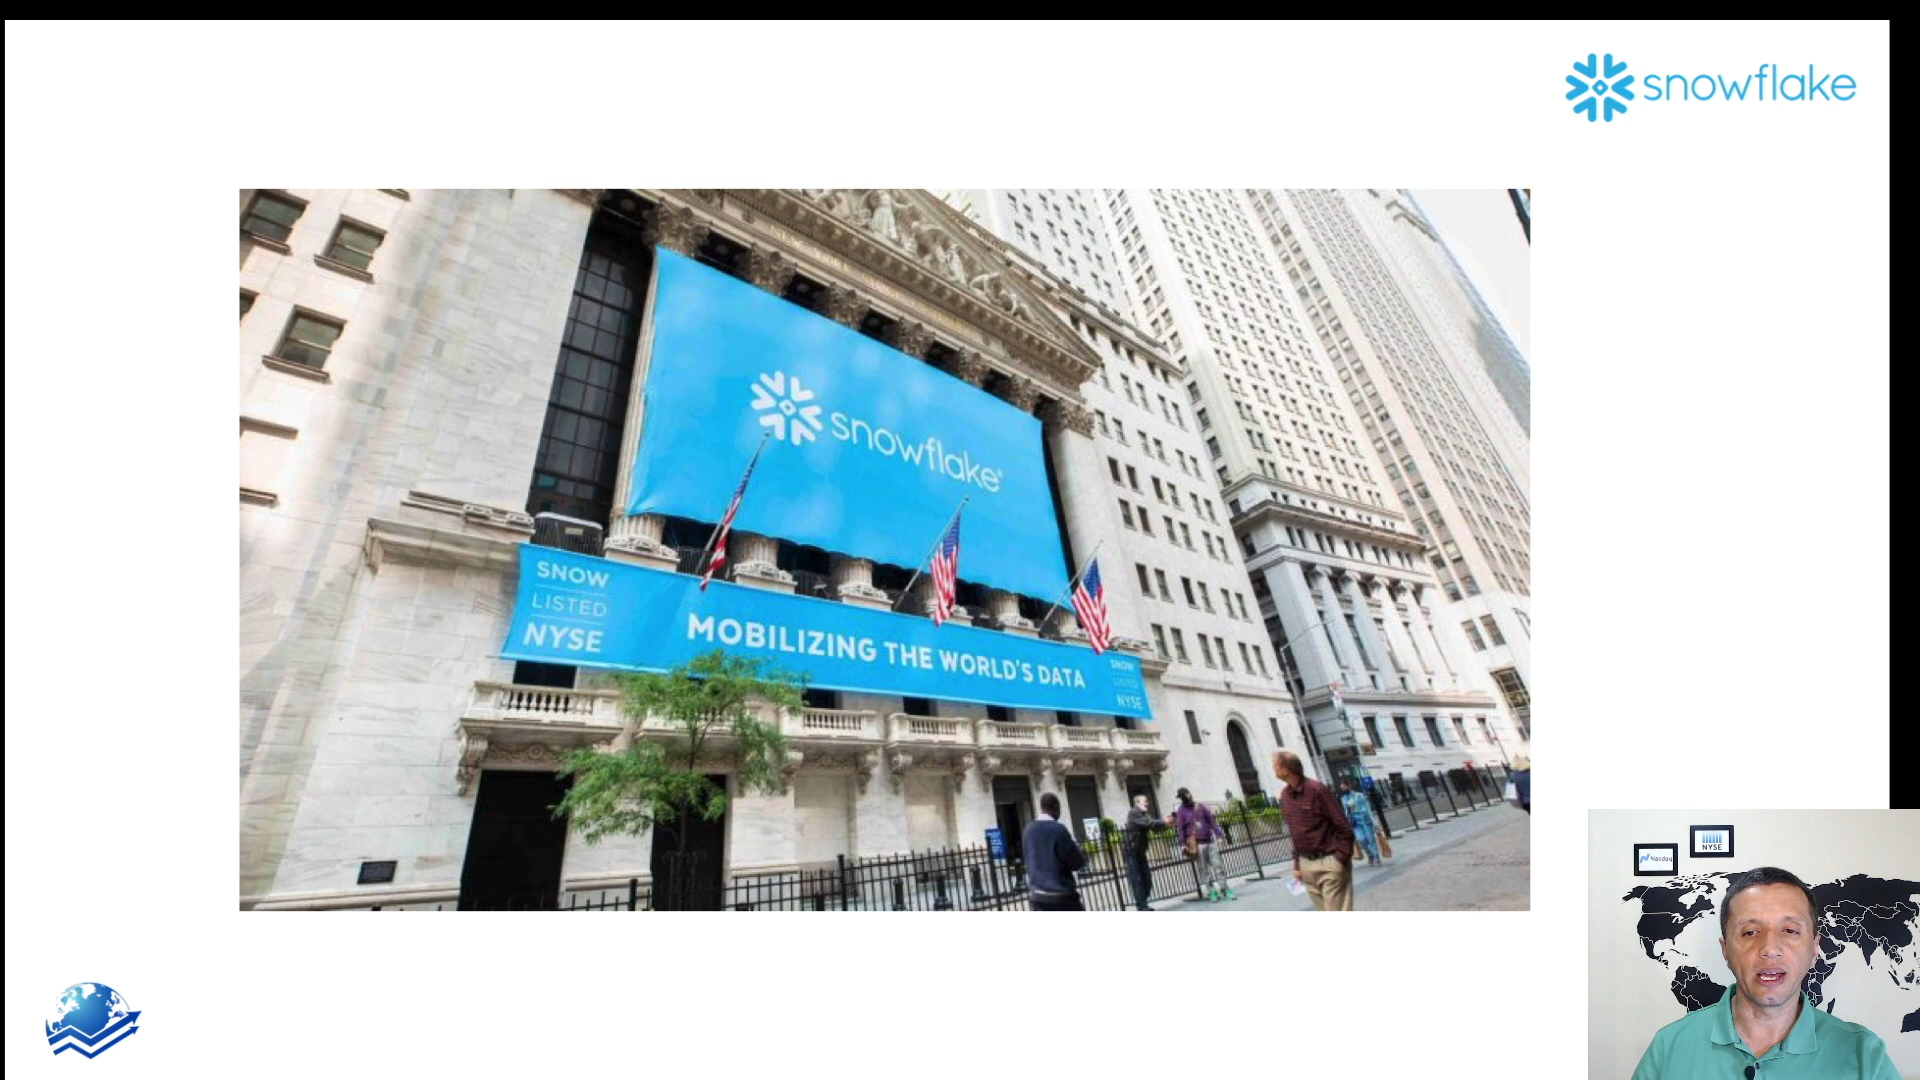 snowflake
snowflake
SNOW
LISTED
NYSE
MOBILIZING THE WORLD'S DATA
SNOW
LISTED
NYSE
NYSE
Nasdaq